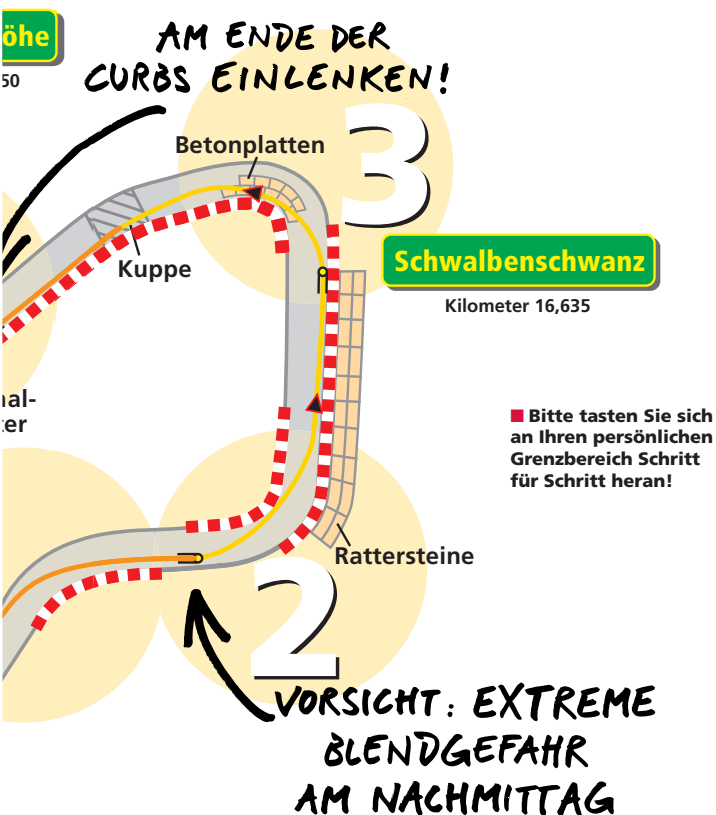 öhe
50
AM ENDE DER
CURBS EINLENKEN!
3
Betonplatten
Kuppe
Schwalbenschwanz
Kilometer 16,635
nal-
ter
Bitte tasten Sie sich
an Ihren persönlichen
Grenzbereich Schritt
für Schritt heran!
Rattersteine
2
VORSICHT: EXTREME
BLENDGEFAHR
AM NACHMITTAG